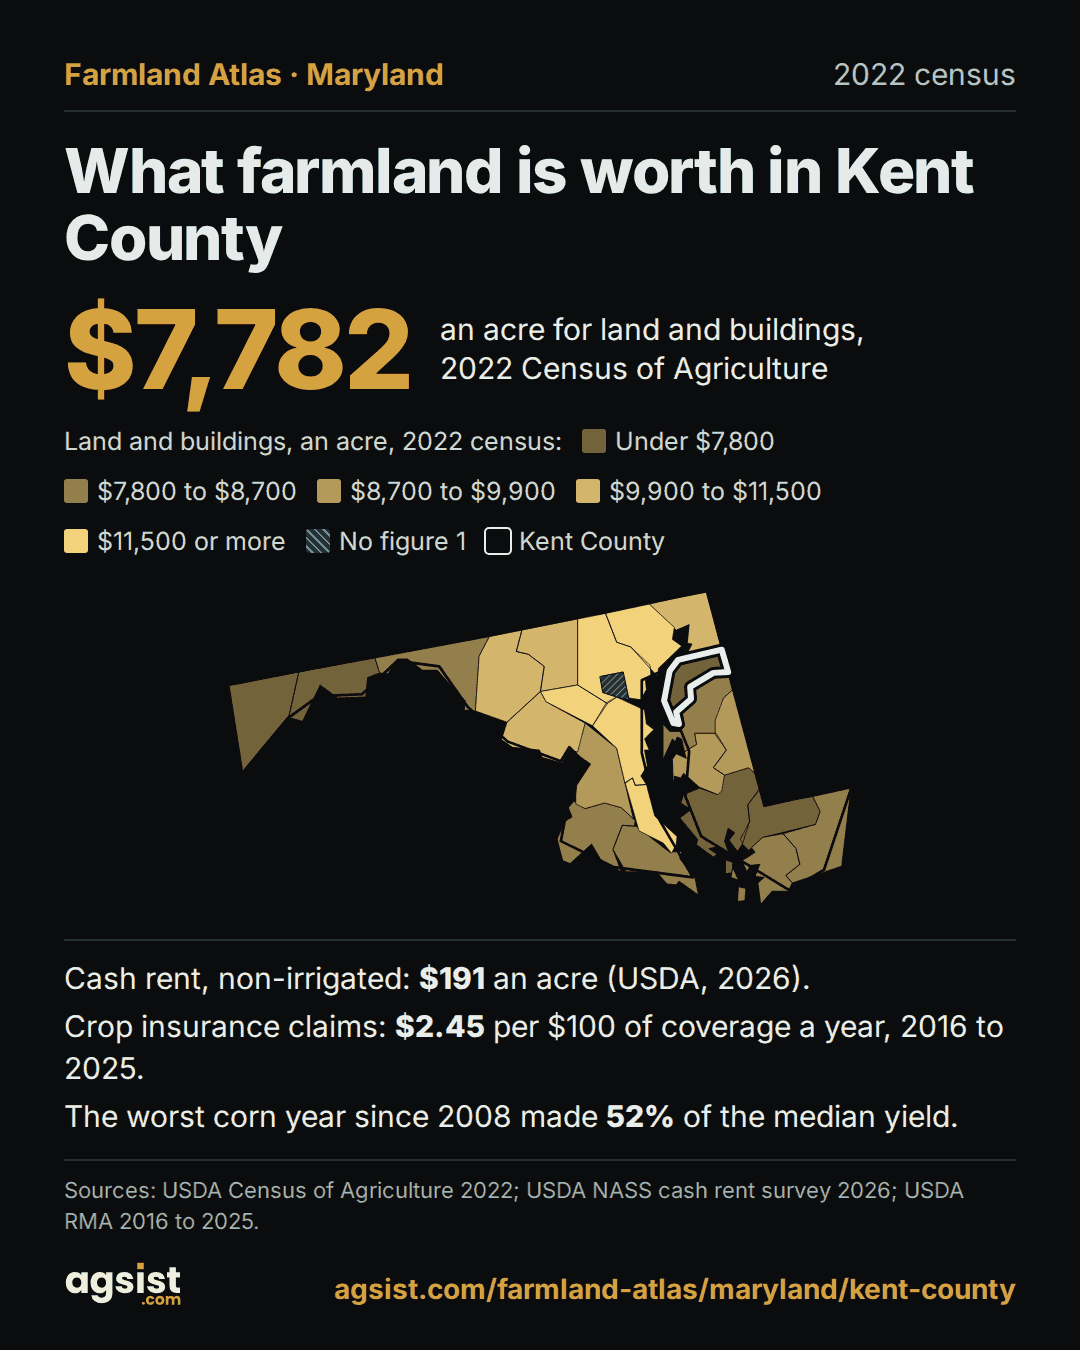 Farmland Atlas · Maryland
2022 census
What farmland is worth in Kent
County
$7,782
an acre for land and buildings,
2022 Census of Agriculture
Land and buildings, an acre, 2022 census: Under $7,800
$7,800 to $8,700 $8,700 to $9,900 $9,900 to $11,500
$11,500 or more No figure 1 Kent County
Cash rent, non-irrigated: $191 an acre (USDA, 2026).
Crop insurance claims: $2.45 per $100 of coverage a year, 2016 to
2025.
The worst corn year since 2008 made 52% of the median yield.
Sources: USDA Census of Agriculture 2022; USDA NASS cash rent survey 2026; USDA
RMA 2016 to 2025.
agsist
.com
agsist.com/farmland-atlas/maryland/kent-county